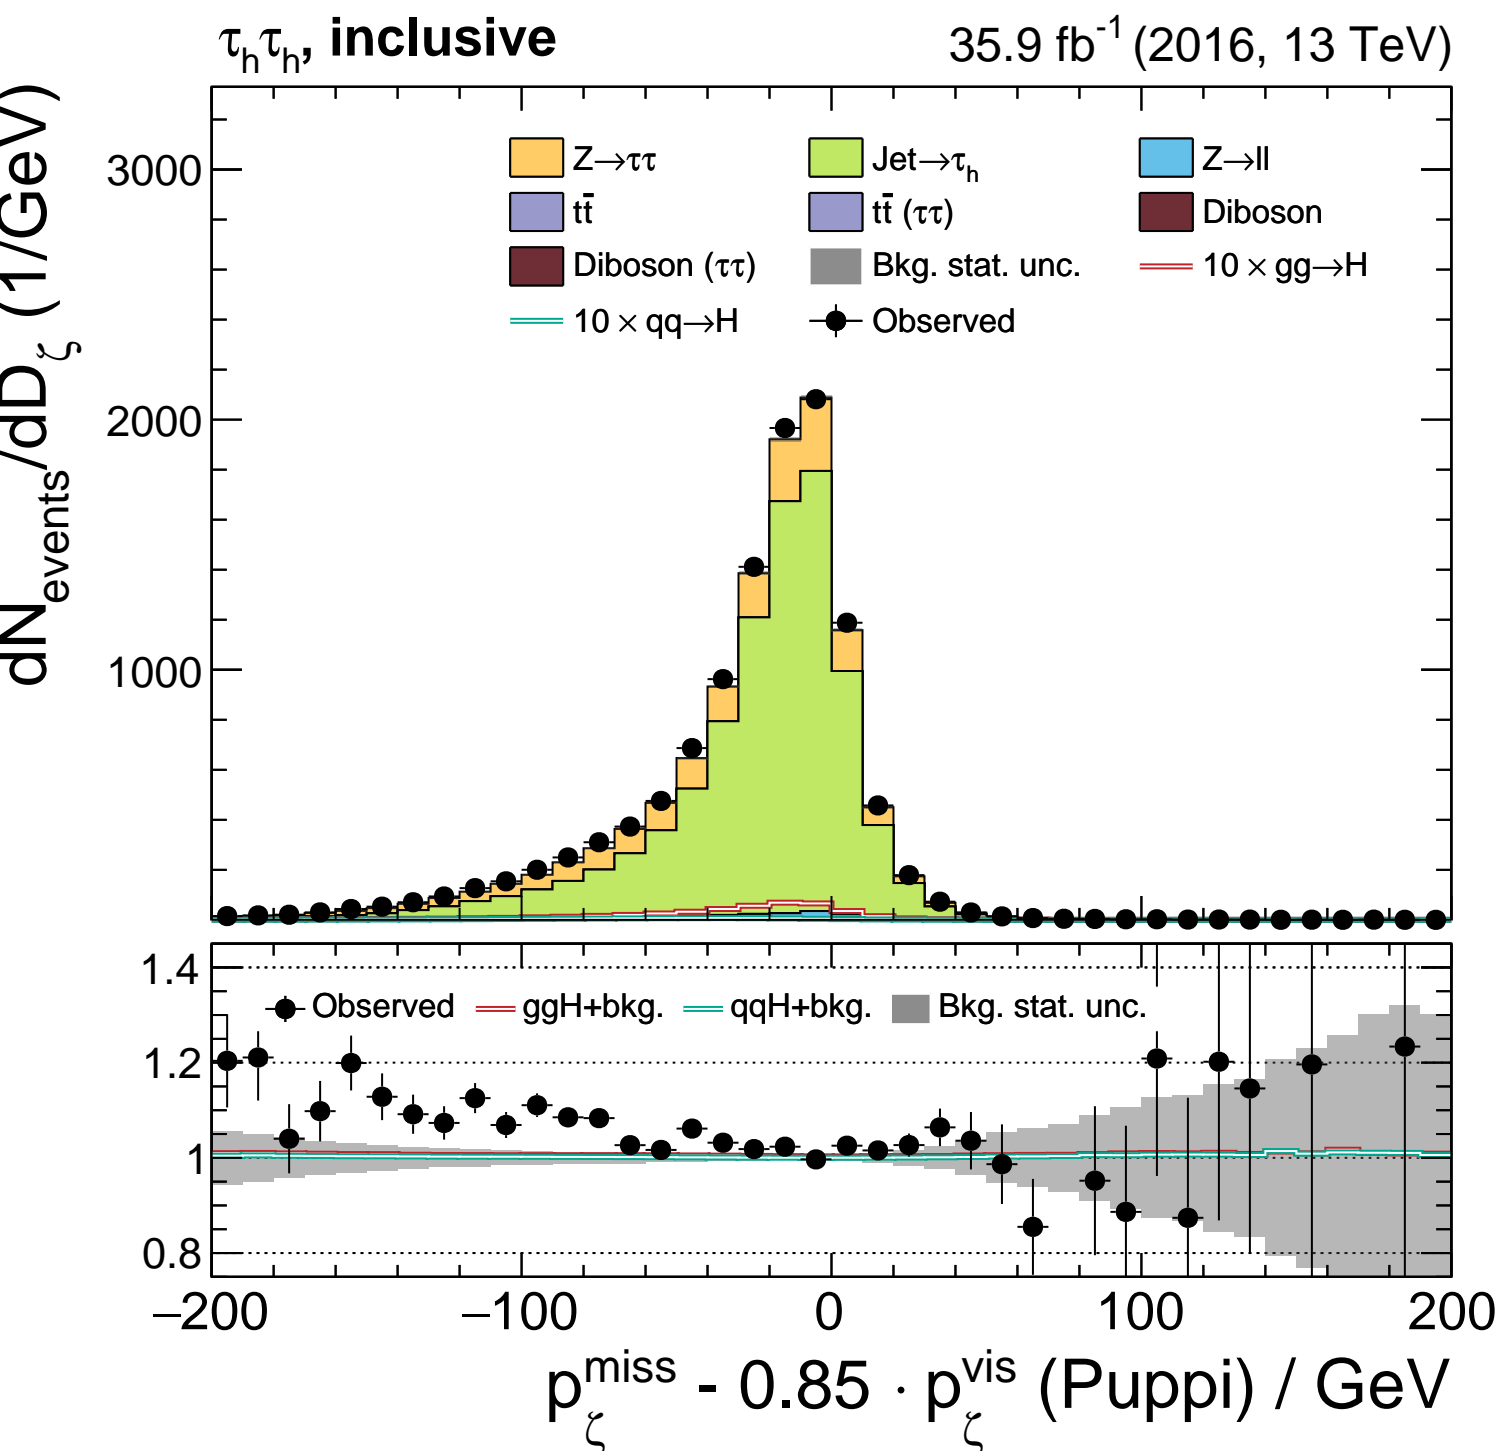 τhτh, inclusive 35.9 fb-1 (2016, 13 TeV)
dNevents/dDζ (1/GeV)
3000
2000
1000
Z→ττ Jet→τh Z→ll
tt̄ tt̄ (ττ) Diboson
Diboson (ττ) Bkg. stat. unc. 10 × gg→H
10 × qq→H Observed
1.4
1.2
1
0.8
Observed ggH+bkg. qqH+bkg. Bkg. stat. unc.
−200 −100 0 100 200
pζmiss - 0.85 · pζvis (Puppi) / GeV